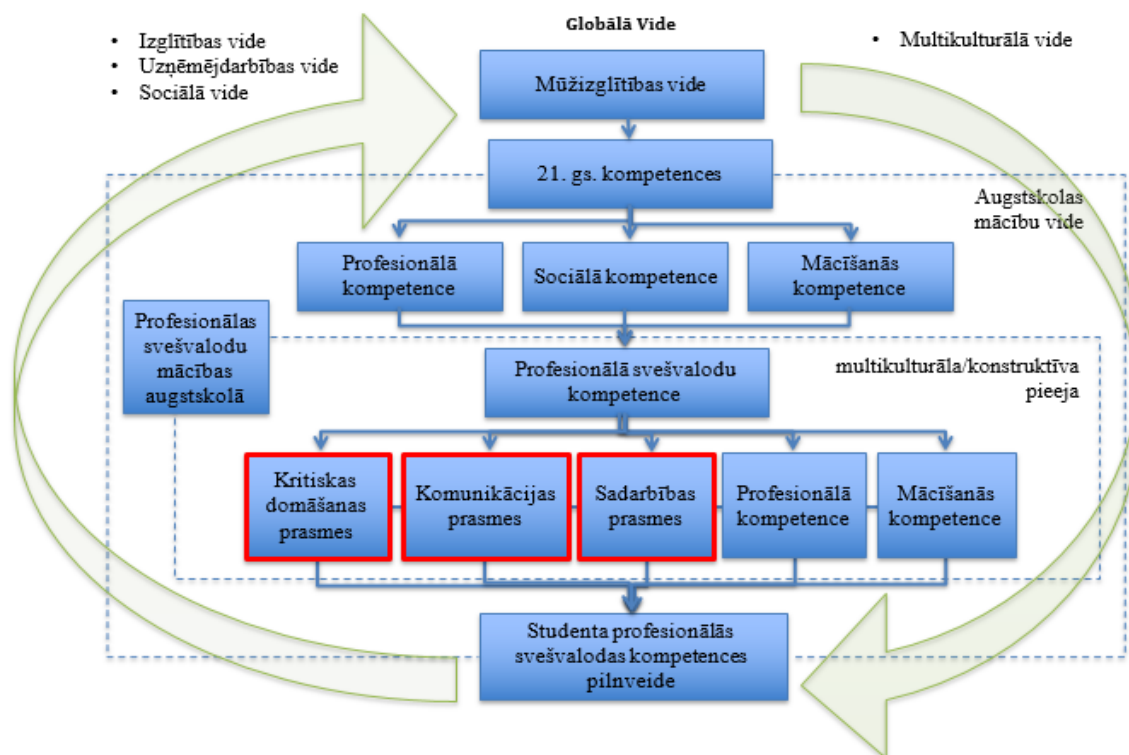 Globālā Vide
• Izglītības vide
• Uzņēmējdarbības vide
• Sociālā vide
• Multikulturālā vide
Mūžizglītības vide
21. gs. kompetences
Augstskolas
mācību vide
Profesionālā
kompetence
Sociālā kompetence
Mācīšanās
kompetence
Profesionālas
svešvalodu
mācības
augstskolā
Profesionālā svešvalodu
kompetence
multikulturāla/konstruktīva
pieeja
Kritiskas
domāšanas
prasmes
Komunikācijas
prasmes
Sadarbības
prasmes
Profesionālā
kompetence
Mācīšanās
kompetence
Studenta profesionālās
svešvalodas kompetences
pilnveide